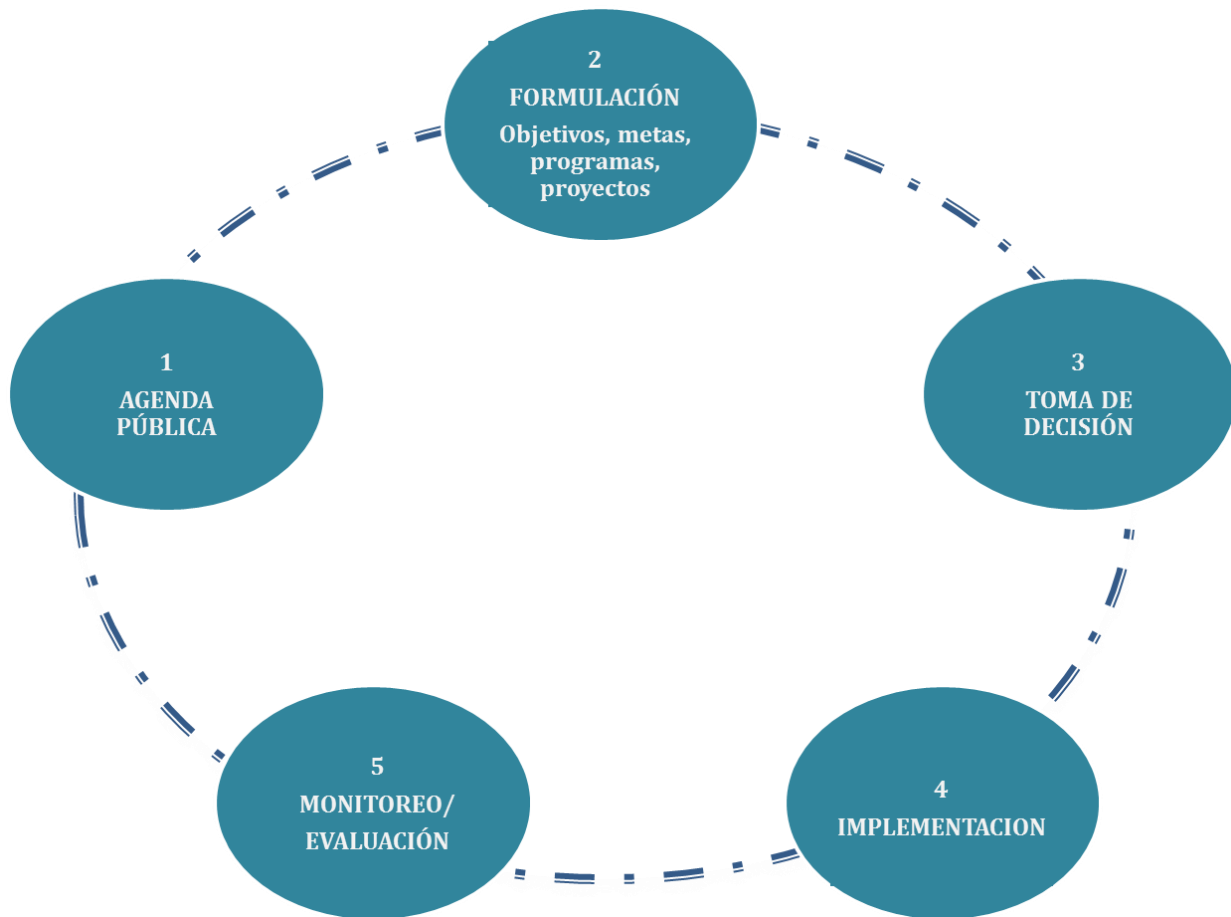 1
AGENDA
PÚBLICA
2
FORMULACIÓN
Objetivos, metas,
programas,
proyectos
3
TOMA DE
DECISIÓN
4
IMPLEMENTACION
5
MONITOREO/
EVALUACIÓN